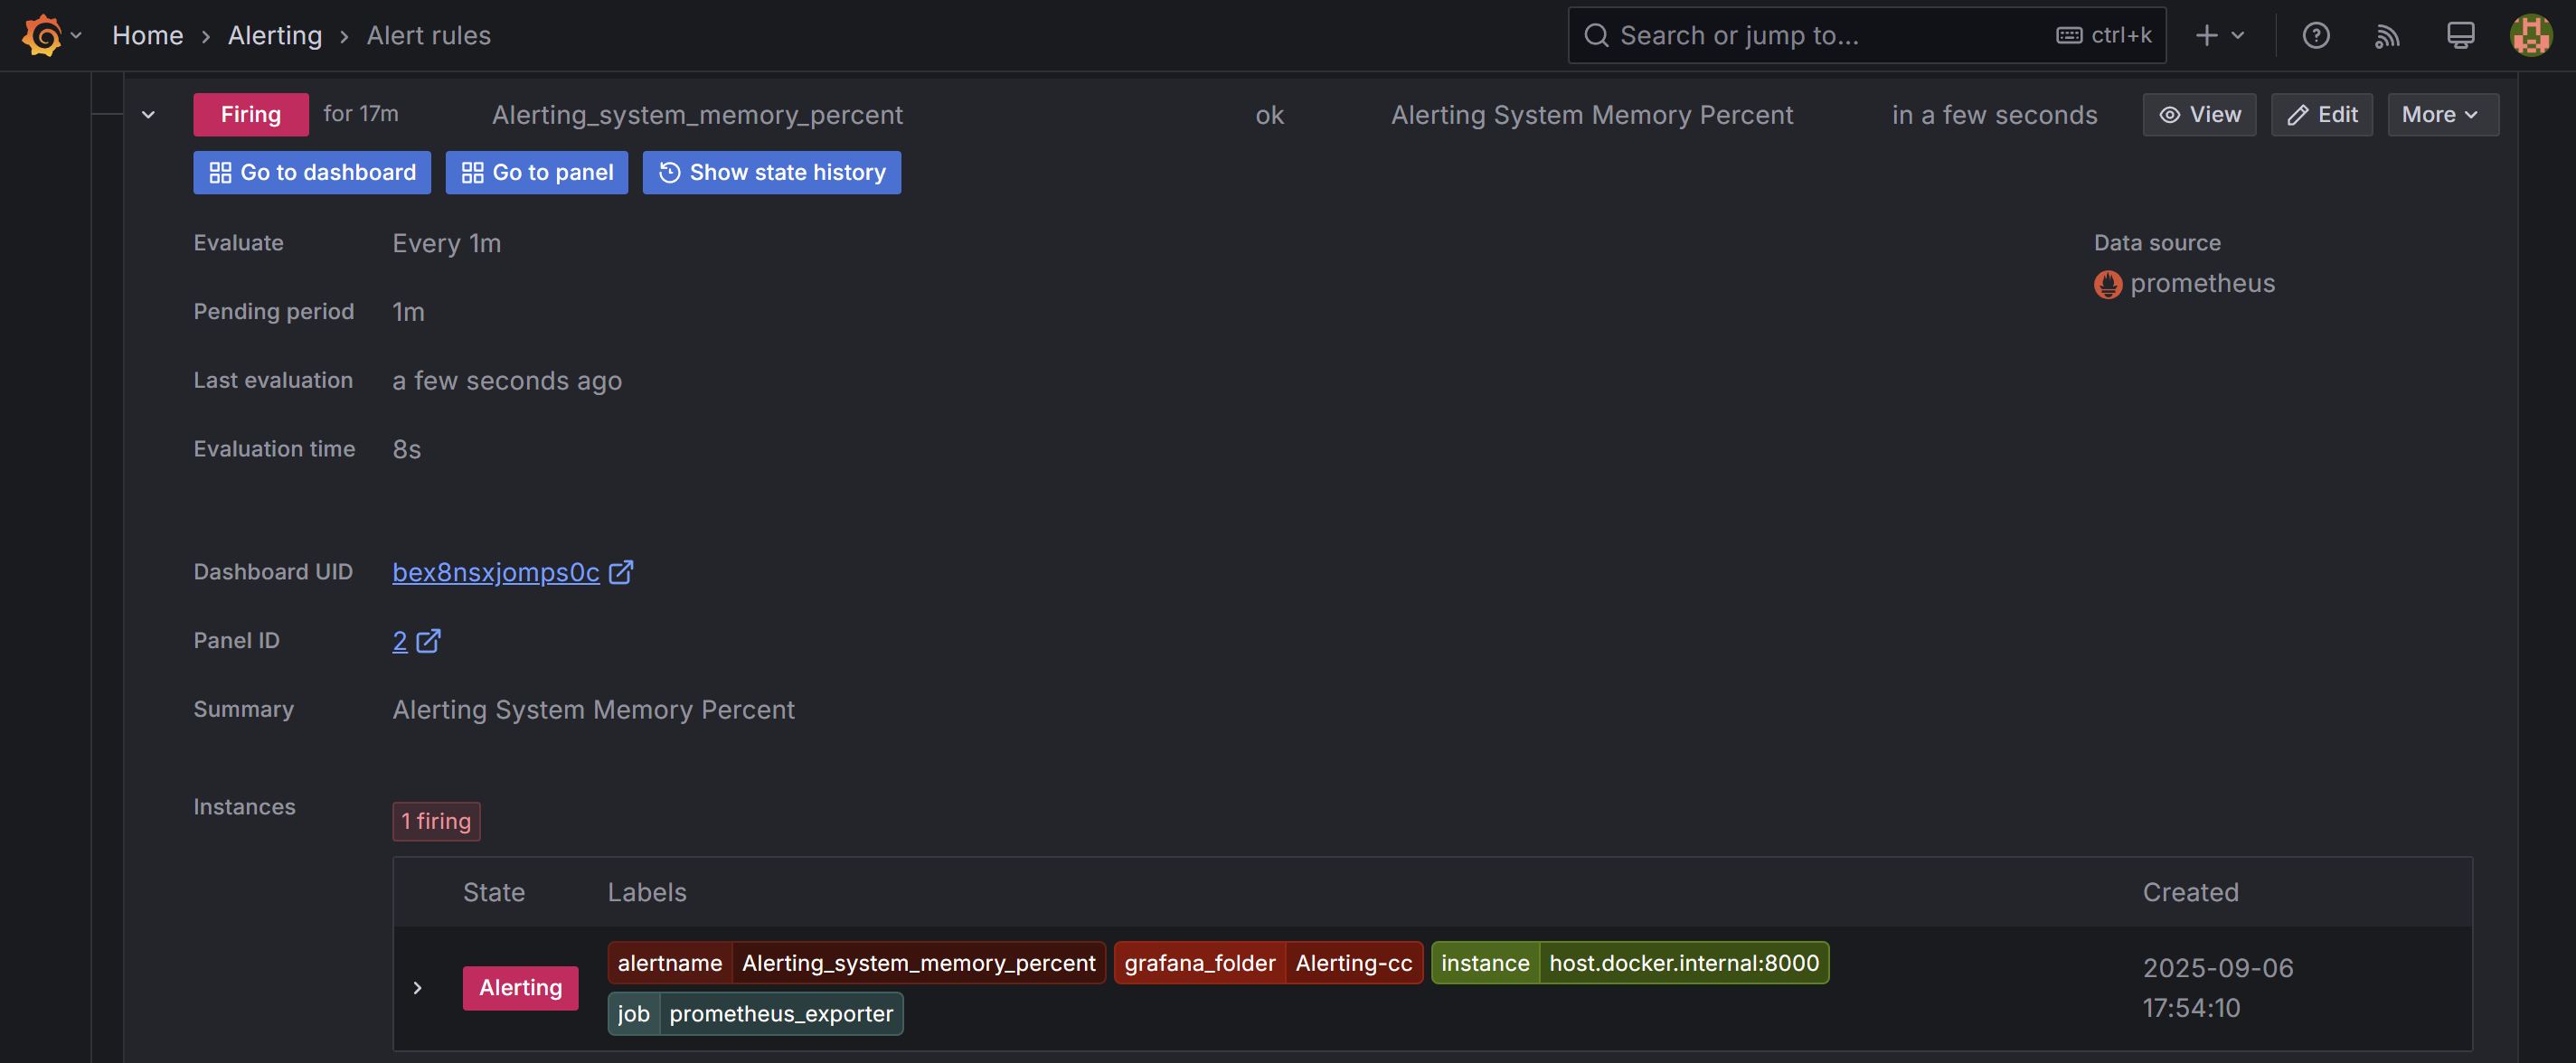 Home > Alerting > Alert rules Search or jump to... ctrl+k
Firing for 17m Alerting_system_memory_percent ok Alerting System Memory Percent in a few seconds View Edit More
Go to dashboard Go to panel Show state history
Evaluate Every 1m Data source
prometheus
Pending period 1m
Last evaluation a few seconds ago
Evaluation time 8s
Dashboard UID bex8nsxjomps0c
Panel ID 2
Summary Alerting System Memory Percent
Instances 1 firing
State Labels Created
Alerting alertname Alerting_system_memory_percent grafana_folder Alerting-cc instance host.docker.internal:8000 2025-09-06
job prometheus_exporter 17:54:10